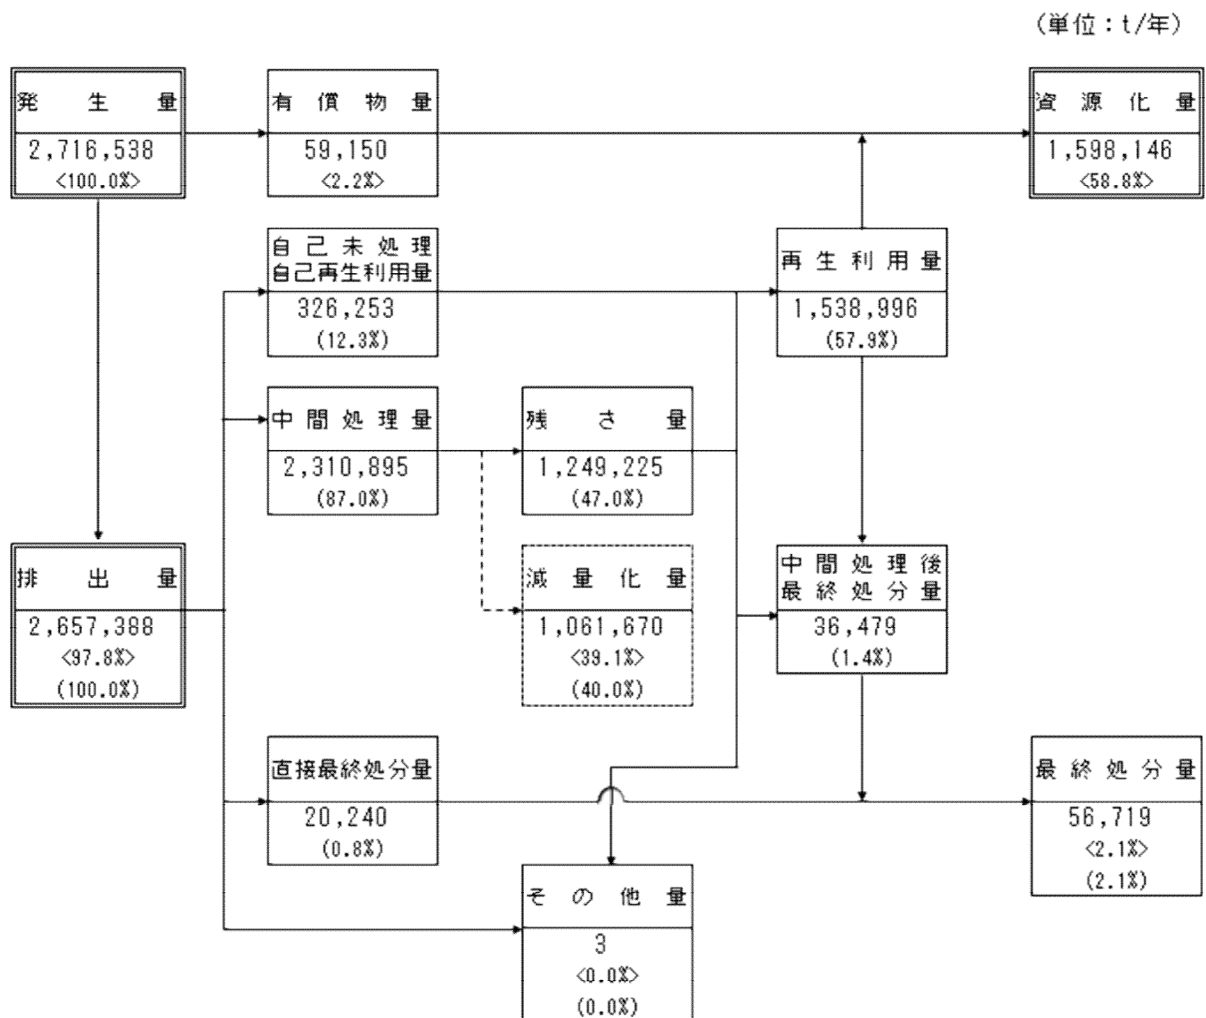 (単位：t/年)
発生量
2,716,538
<100.0%>
有償物量
59,150
<2.2%>
資源化量
1,598,146
<58.8%>
自己未処理
自己再生利用量
326,253
(12.3%)
再生利用量
1,538,996
(57.9%)
中間処理量
2,310,895
(87.0%)
残さ量
1,249,225
(47.0%)
排出量
2,657,388
<97.8%>
(100.0%)
減量化量
1,061,670
<39.1%>
(40.0%)
中間処理後
最終処分量
36,479
(1.4%)
直接最終処分量
20,240
(0.8%)
最終処分量
56,719
<2.1%>
(2.1%)
その他量
3
<0.0%>
(0.0%)